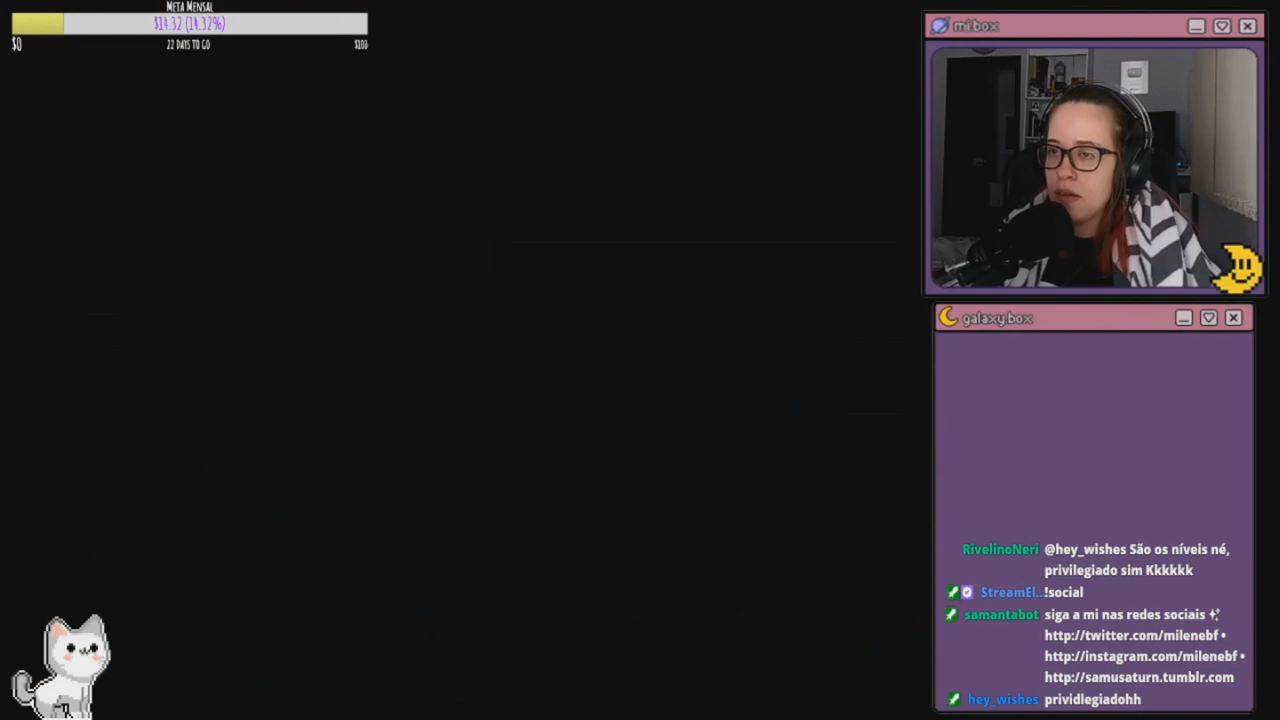 Meta Mensal
$14.32 (14.32%)
$0
22 days to go
$100
mi.box
galaxy.box
RivelinoNeri @hey_wishes São os níveis né,
privilegiado sim Kkkkkk
StreamEl... !social
samantabot siga a mi nas redes sociais
http://twitter.com/milenebf •
http://instagram.com/milenebf •
http://samusaturn.tumblr.com
hey_wishes prividlegiadohh